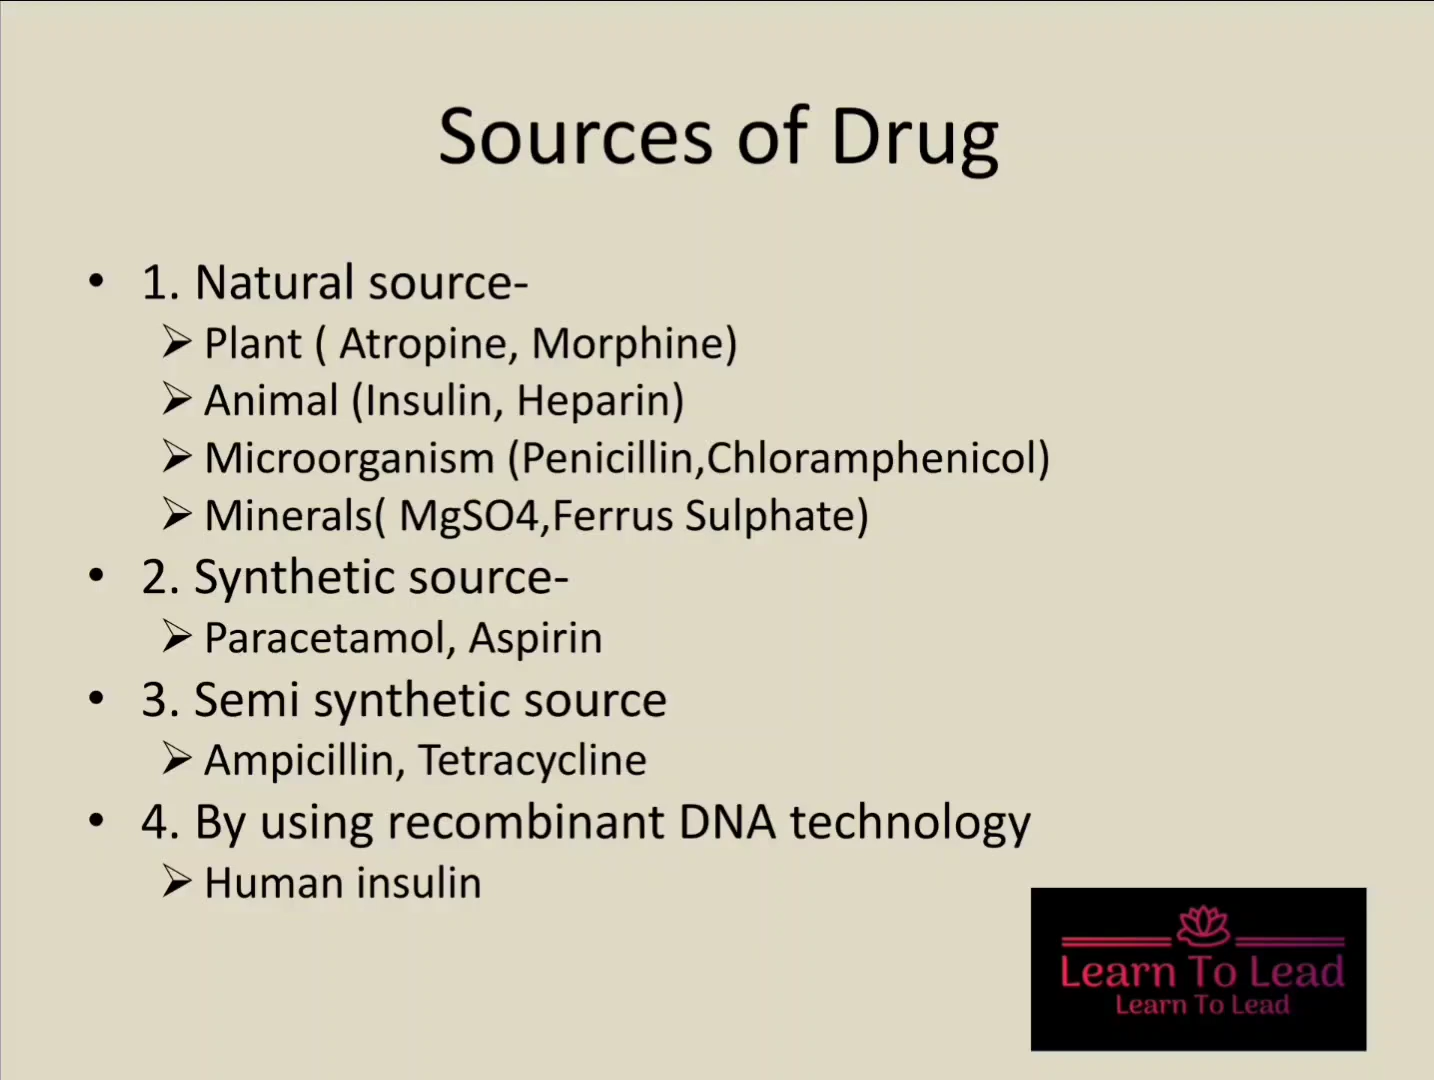 Sources of Drug
• 1. Natural source-
➢ Plant ( Atropine, Morphine)
➢ Animal (Insulin, Heparin)
➢ Microorganism (Penicillin,Chloramphenicol)
➢ Minerals( MgSO4,Ferrus Sulphate)
• 2. Synthetic source-
➢ Paracetamol, Aspirin
• 3. Semi synthetic source
➢ Ampicillin, Tetracycline
• 4. By using recombinant DNA technology
➢ Human insulin
Learn To Lead
Learn To Lead